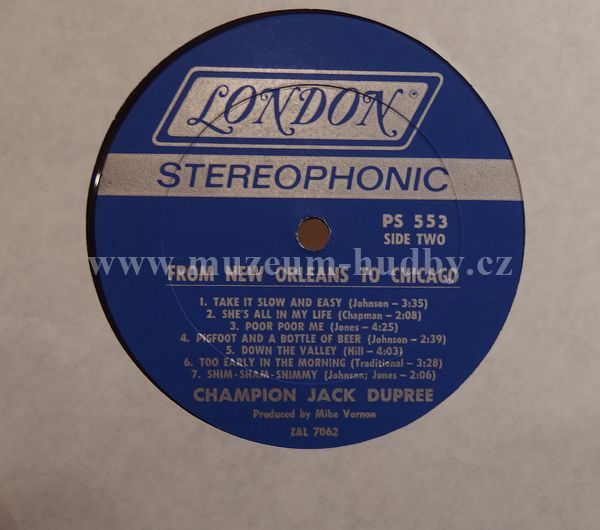 LONDON®
STEREOPHONIC
PS 553
SIDE TWO
www.muzeum-hudby.cz
FROM NEW ORLEANS TO CHICAGO
1. TAKE IT SLOW AND EASY (Johnson - 3:35)
2. SHE'S ALL IN MY LIFE (Chapman - 2:08)
3. POOR POOR ME (Jones - 4:25)
4. PIGFOOT AND A BOTTLE OF BEER (Johnson - 2:39)
5. DOWN THE VALLEY (Hill - 4:03)
6. TOO EARLY IN THE MORNING (Traditional - 3:28)
7. SHIM-SHAM-SHIMMY (Johnson; Jones - 2:06)
CHAMPION JACK DUPREE
Produced by Mike Vernon
ZAL 7062